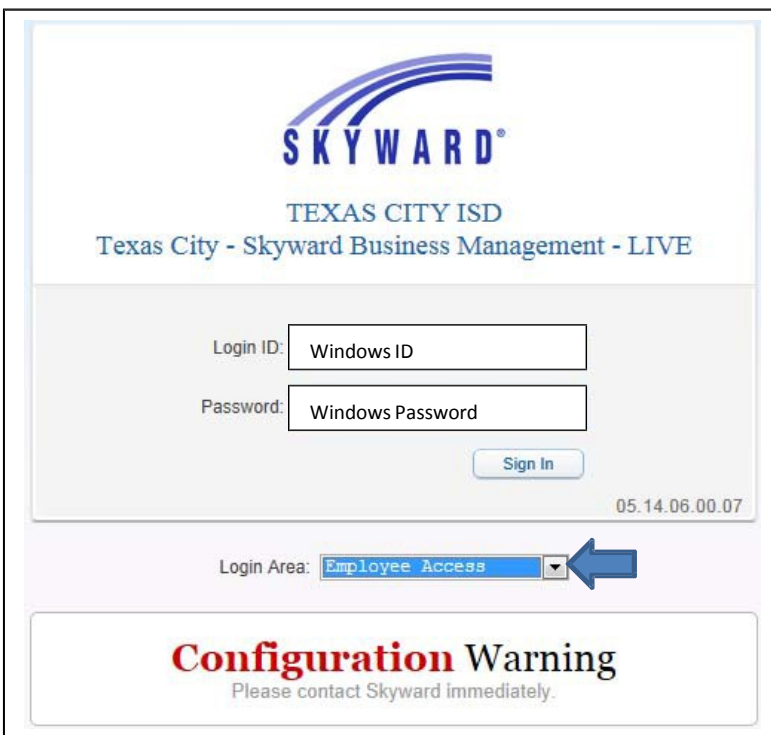 SKYWARD®
TEXAS CITY ISD
Texas City - Skyward Business Management - LIVE
Login ID: Windows ID
Password: Windows Password
Sign In
05.14.06.00.07
Login Area: Employee Access
Configuration Warning
Please contact Skyward immediately.